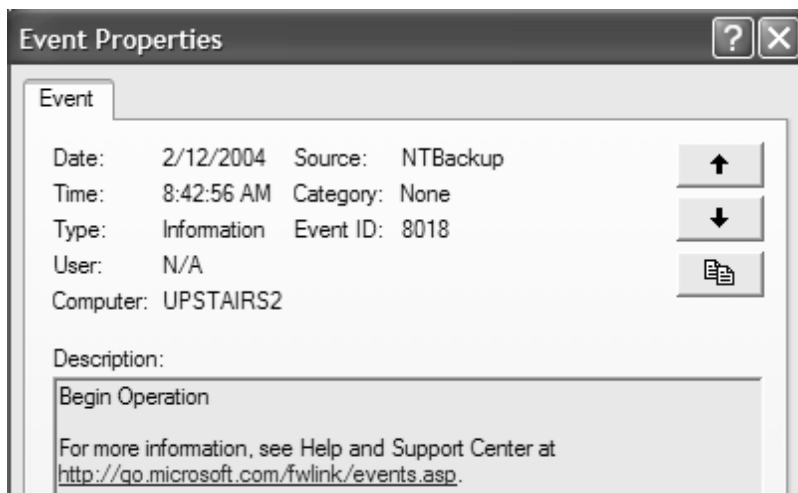 Event Properties
Event
Date: 2/12/2004 Source: NTBackup
Time: 8:42:56 AM Category: None
Type: Information Event ID: 8018
User: N/A
Computer: UPSTAIRS2
Description:
Begin Operation
For more information, see Help and Support Center at
http://go.microsoft.com/fwlink/events.asp.